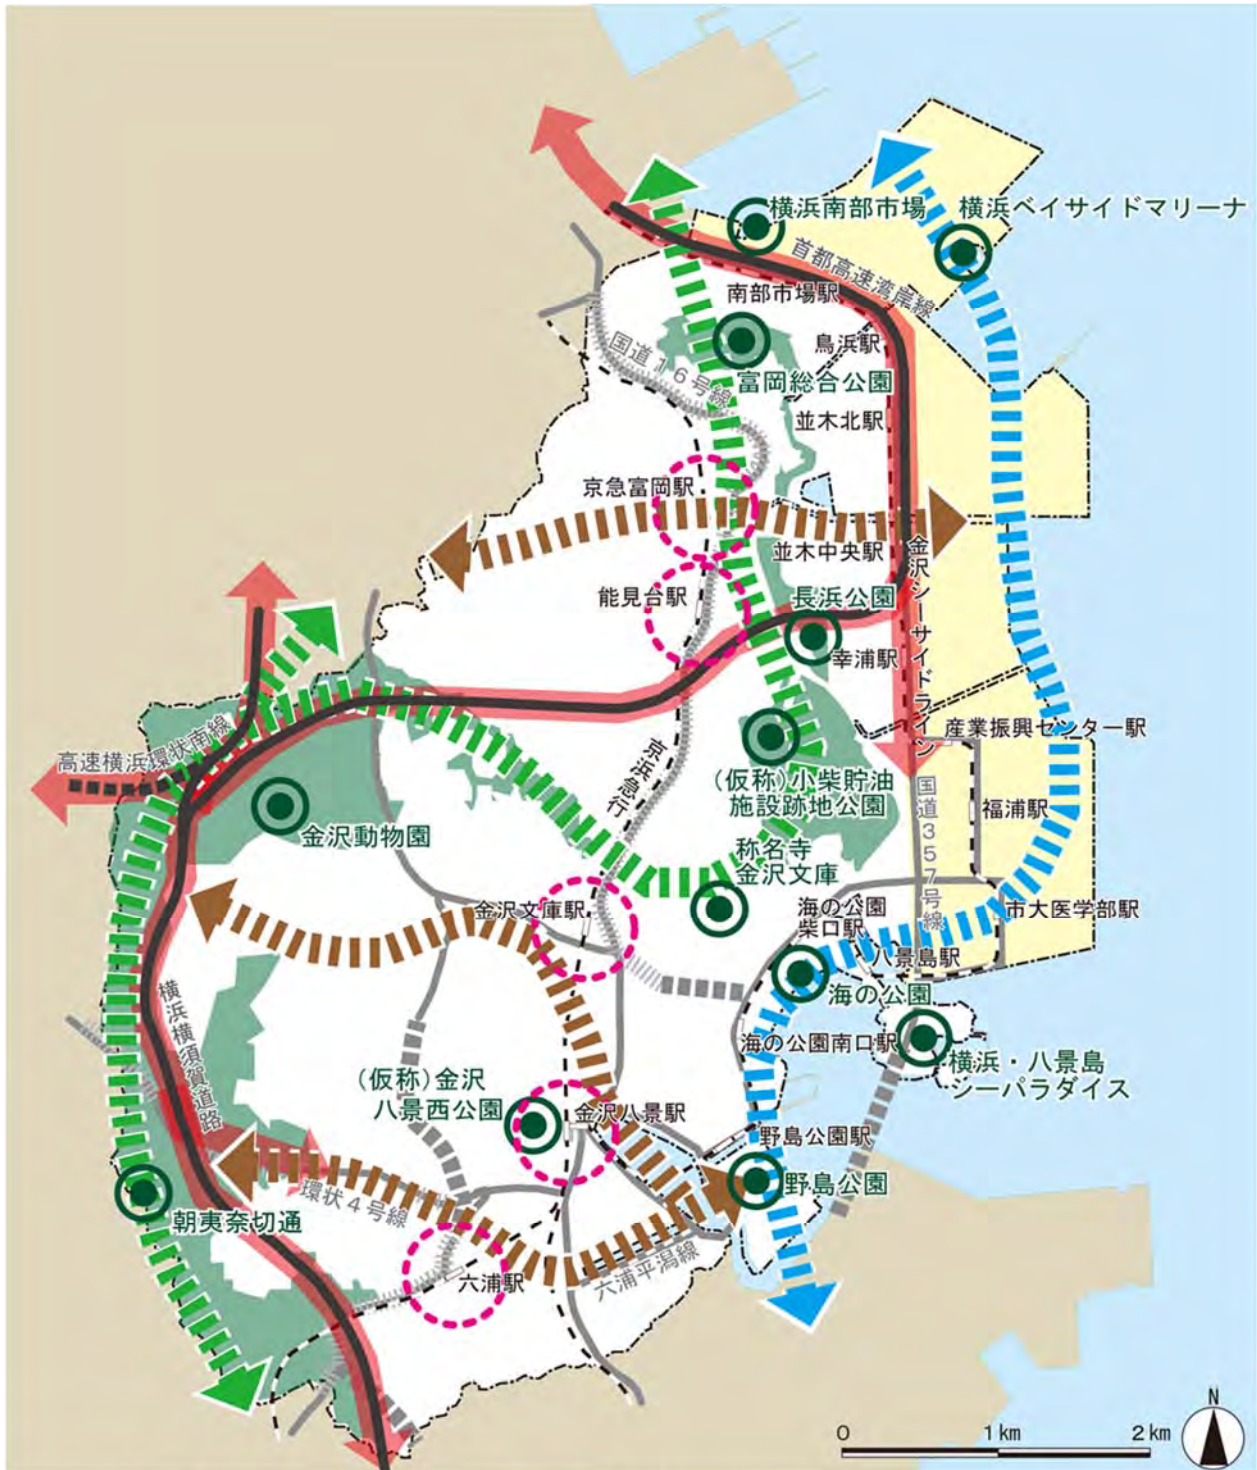 横浜南部市場
横浜ベイサイドマリーナ
首都高速湾岸線
南部市場駅
鳥浜駅
国道16号線
富岡総合公園
並木北駅
京急富岡駅
並木中央駅
金沢シーサイドライン
能見台駅
長浜公園
幸浦駅
高速横浜環状南線
京浜急行
産業振興センター駅
(仮称)小柴貯油
施設跡地公園
国道357号線
福浦駅
金沢動物園
称名寺
金沢文庫
金沢文庫駅
海の公園
柴口駅
市大医学部駅
八景島駅
海の公園
横浜横須賀道路
海の公園南口駅
横浜・八景島
シーパラダイス
(仮称)金沢
八景西公園
金沢八景駅
野島公園駅
野島公園
環状4号線
朝夷奈切通
六浦駅
六浦平潟線
N
0 1km 2km